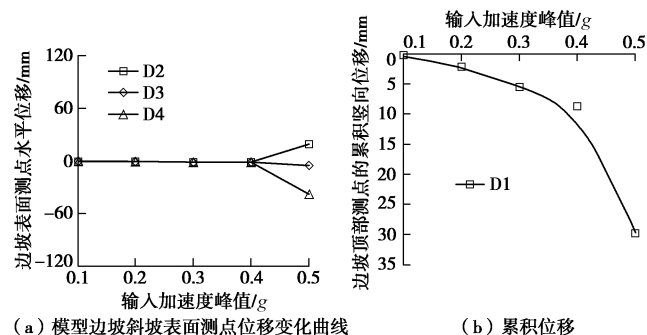 边坡表面测点水平位移/mm
120
60
0
-60
-120
D2
D3
D4
0.1 0.2 0.3 0.4 0.5
输入加速度峰值/g
(a)模型边坡斜坡表面测点位移变化曲线
输入加速度峰值/g
0.1 0.2 0.3 0.4 0.5
边坡顶部测点的累积竖向位移/mm
0
5
10
15
20
25
30
35
D1
(b)累积位移